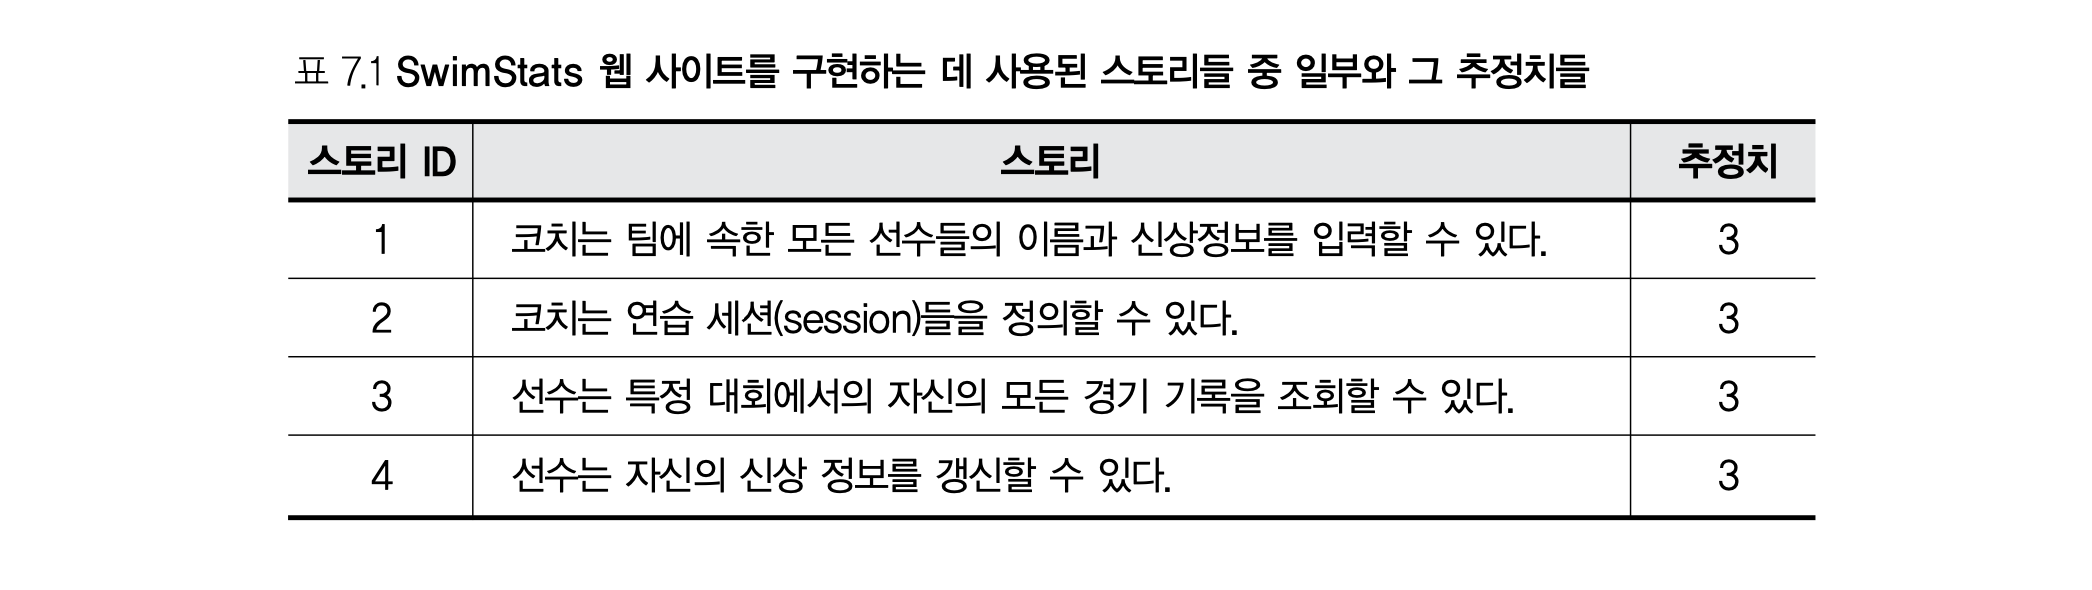 표 7.1 SwimStats 웹 사이트를 구현하는 데 사용된 스토리들 중 일부와 그 추정치들
스토리 ID 스토리 추정치
1 코치는 팀에 속한 모든 선수들의 이름과 신상정보를 입력할 수 있다. 3
2 코치는 연습 세션(session)들을 정의할 수 있다. 3
3 선수는 특정 대회에서의 자신의 모든 경기 기록을 조회할 수 있다. 3
4 선수는 자신의 신상 정보를 갱신할 수 있다. 3